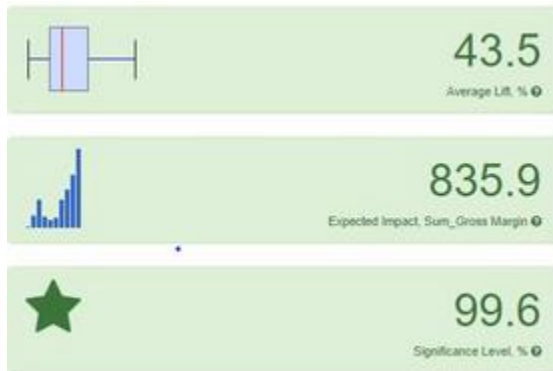 43.5
Average Lift, %
835.9
Expected Impact, Sum_Gross Margin
99.6
Significance Level, %